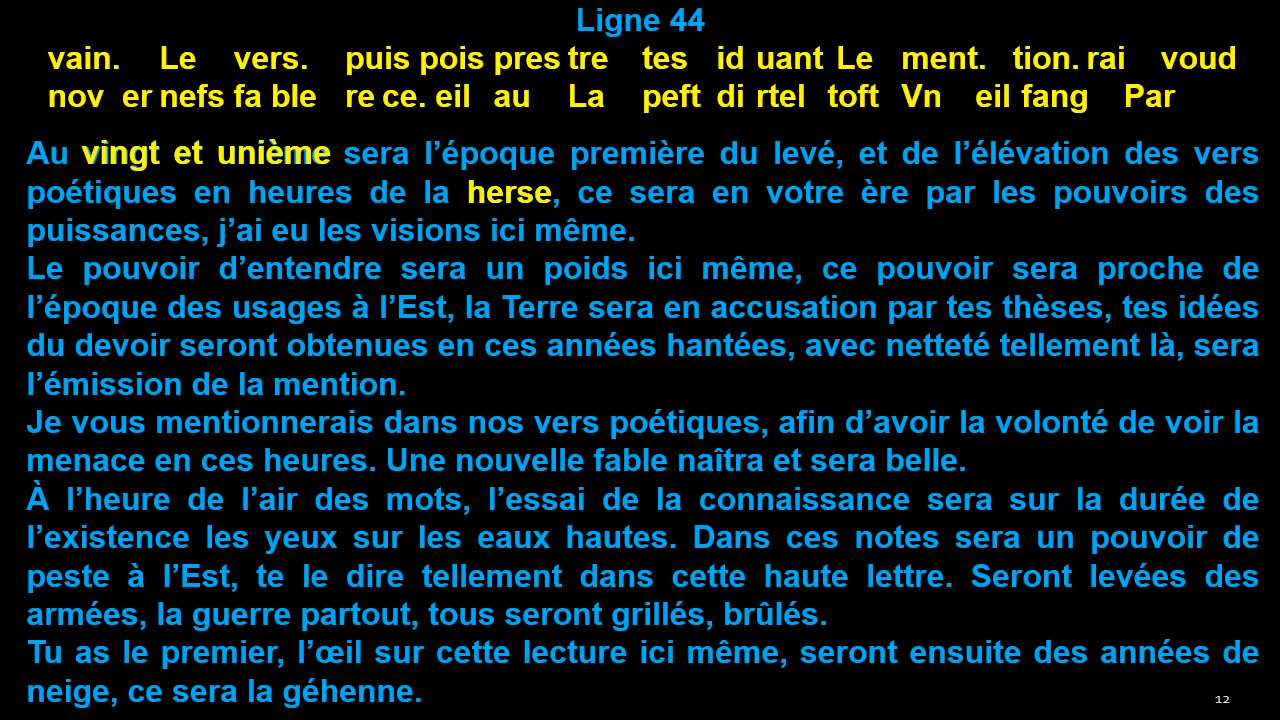 Ligne 44
vain. Le vers. puis pois pres tre tes id uant Le ment. tion. rai voud
nov er nefs fa ble re ce. eil au La peft di rtel toft Vn eil fang Par
Au vingt et unième sera l’époque première du levé, et de l’élévation des vers
poétiques en heures de la herse, ce sera en votre ère par les pouvoirs des
puissances, j’ai eu les visions ici même.
Le pouvoir d’entendre sera un poids ici même, ce pouvoir sera proche de
l’époque des usages à l’Est, la Terre sera en accusation par tes thèses, tes idées
du devoir seront obtenues en ces années hantées, avec netteté tellement là, sera
l’émission de la mention.
Je vous mentionnerais dans nos vers poétiques, afin d’avoir la volonté de voir la
menace en ces heures. Une nouvelle fable naîtra et sera belle.
À l’heure de l’air des mots, l’essai de la connaissance sera sur la durée de
l’existence les yeux sur les eaux hautes. Dans ces notes sera un pouvoir de
peste à l’Est, te le dire tellement dans cette haute lettre. Seront levées des
armées, la guerre partout, tous seront grillés, brûlés.
Tu as le premier, l’œil sur cette lecture ici même, seront ensuite des années de
neige, ce sera la géhenne.
12